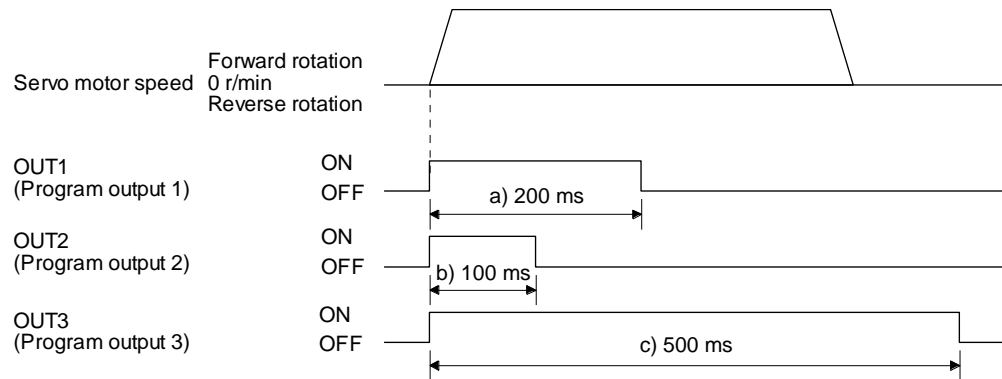 Forward rotation
Servo motor speed 0 r/min
Reverse rotation
OUT1
(Program output 1)
ON
OFF
a) 200 ms
OUT2
(Program output 2)
ON
OFF
b) 100 ms
OUT3
(Program output 3)
ON
OFF
c) 500 ms